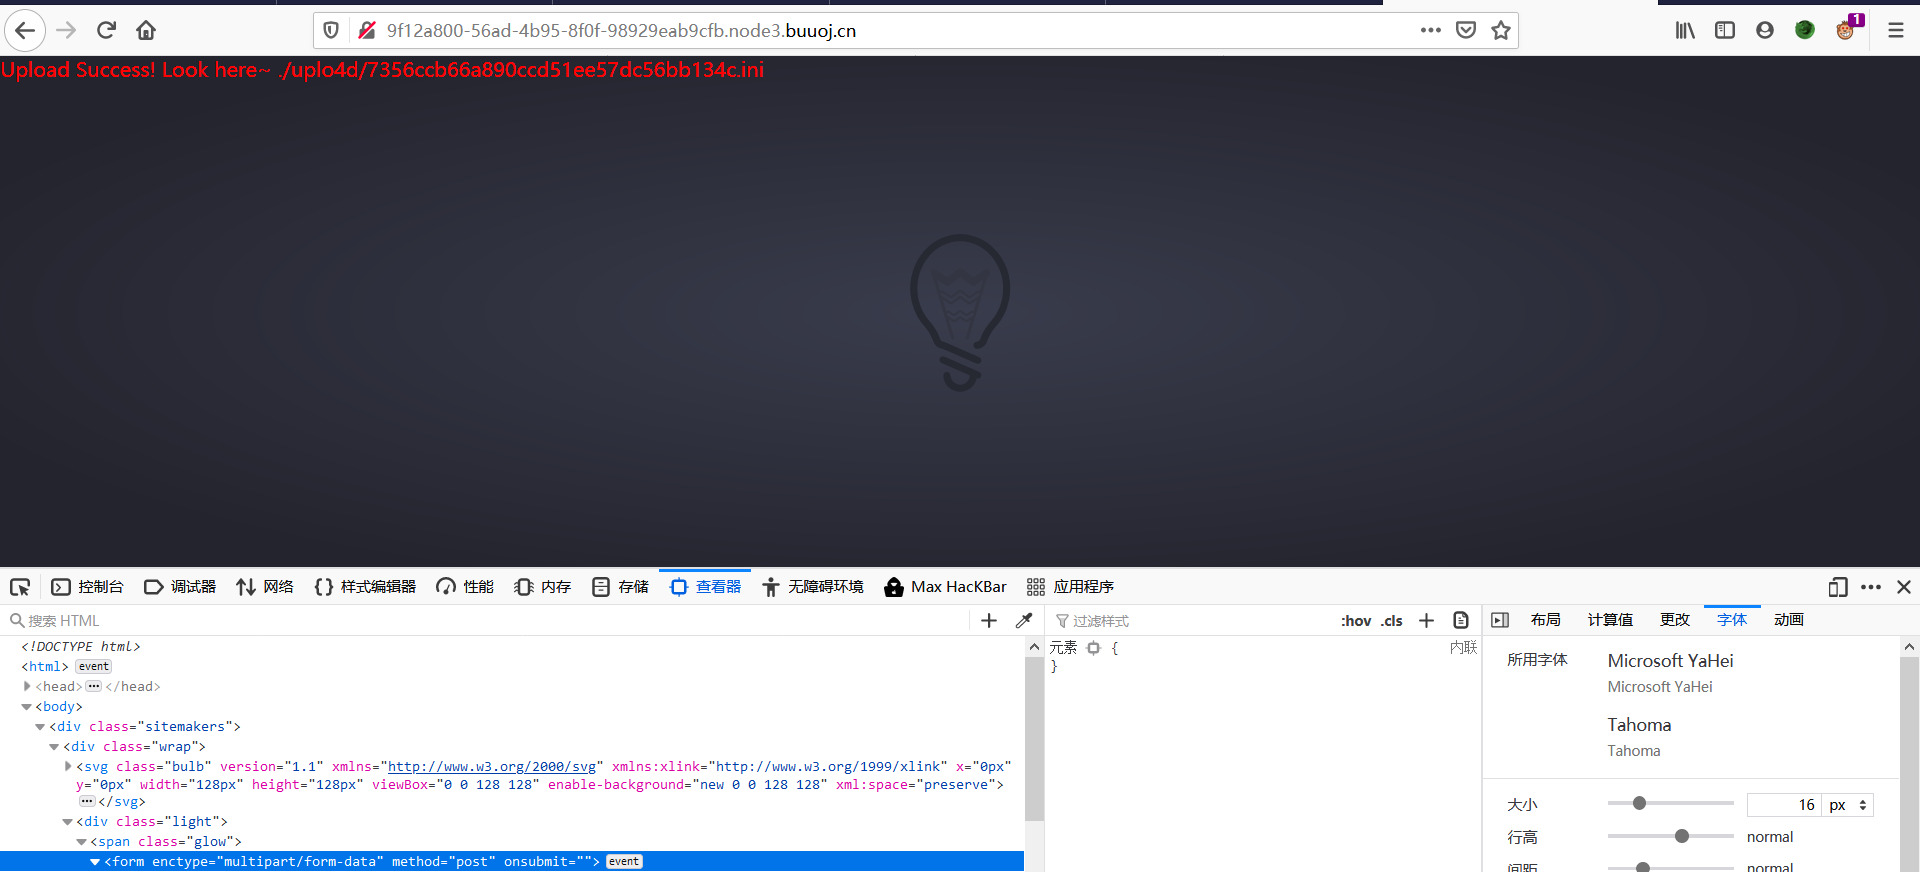 9f12a800-56ad-4b95-8f0f-98929eab9cfb.node3.buuoj.cn
1
Upload Success! Look here~ ./uplo4d/7356ccb66a890ccd51ee57dc56bb134c.ini
控制台 调试器 网络 样式编辑器 性能 内存 存储 查看器 无障碍环境 Max HacKBar 应用程序
搜索 HTML
过滤样式 :hov .cls
布局 计算值 更改 字体 动画
<!DOCTYPE html>
<html> event
<head> ••• </head>
<body>
<div class="sitemakers">
<div class="wrap">
<svg class="bulb" version="1.1" xmlns="http://www.w3.org/2000/svg" xmlns:xlink="http://www.w3.org/1999/xlink" x="0px"
y="0px" width="128px" height="128px" viewBox="0 0 128 128" enable-background="new 0 0 128 128" xml:space="preserve">
••• </svg>
<div class="light">
<span class="glow">
<form enctype="multipart/form-data" method="post" onsubmit=""> event
元素 { 内联
}
所用字体 Microsoft YaHei
Microsoft YaHei
Tahoma
Tahoma
大小 16 px
行高 normal
间距 normal